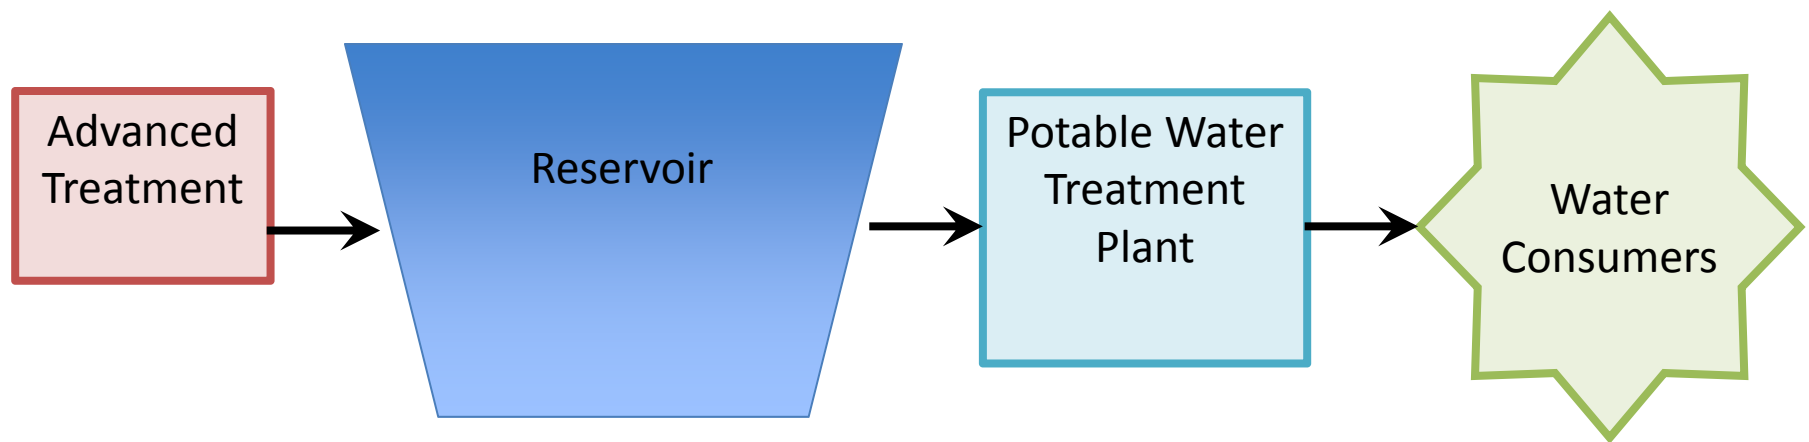 Advanced
Treatment
Reservoir
Potable Water
Treatment
Plant
Water
Consumers